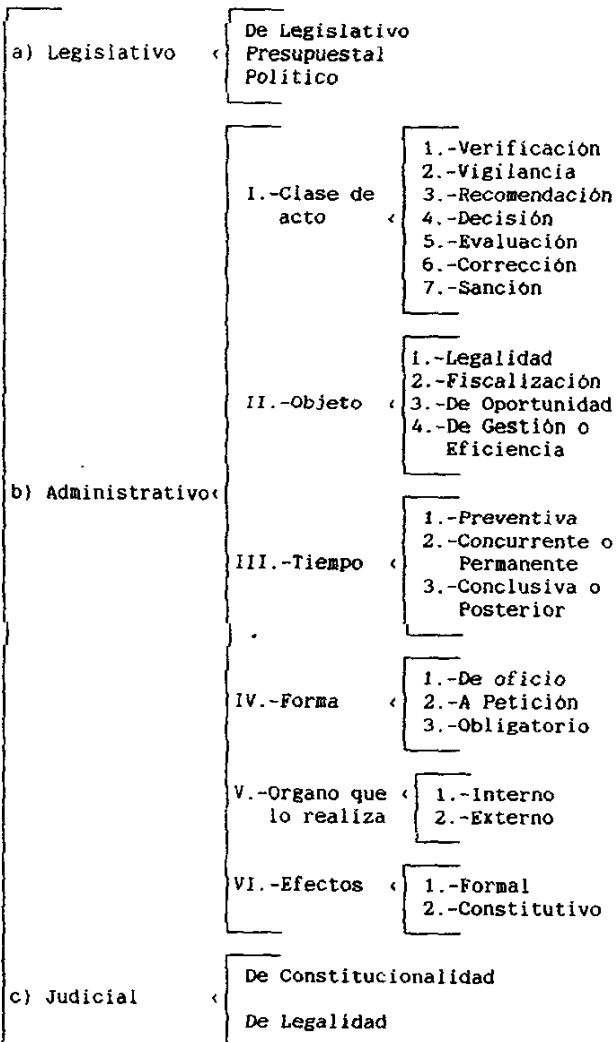 a) Legislativo
De Legislativo
Presupuestal
Político
b) Administrativo
I.-Clase de
acto
1.-Verificación
2.-Vigilancia
3.-Recomendación
4.-Decisión
5.-Evaluación
6.-Corrección
7.-Sanción
II.-Objeto
1.-Legalidad
2.-Fiscalización
3.-De Oportunidad
4.-De Gestión o
Eficiencia
III.-Tiempo
1.-Preventiva
2.-Concurrente o
Permanente
3.-Conclusiva o
Posterior
IV.-Forma
1.-De oficio
2.-A Petición
3.-Obligatorio
V.-Organo que
lo realiza
1.-Interno
2.-Externo
VI.-Efectos
1.-Formal
2.-Constitutivo
c) Judicial
De Constitucionalidad
De Legalidad